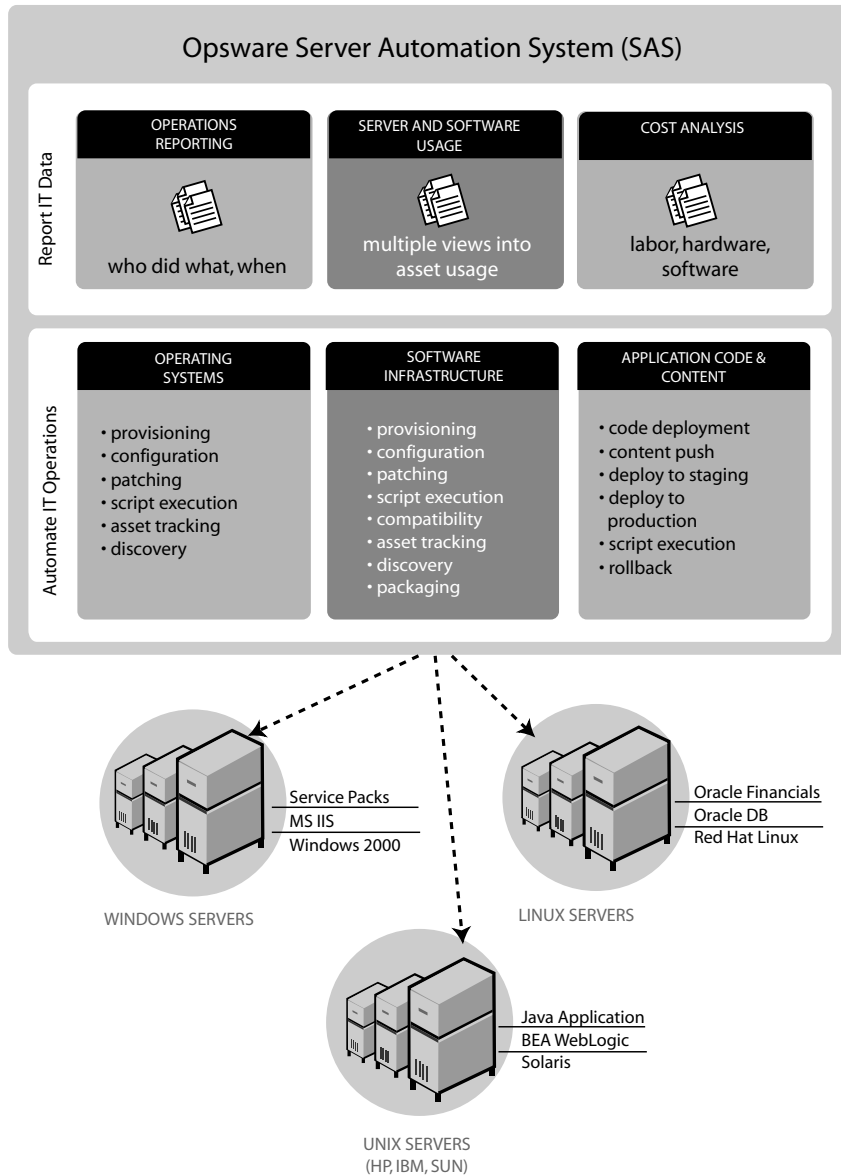 Opsware Server Automation System (SAS)
Report IT Data
OPERATIONS
REPORTING
who did what, when
SERVER AND SOFTWARE
USAGE
multiple views into
asset usage
COST ANALYSIS
labor, hardware,
software
Automate IT Operations
OPERATING
SYSTEMS
• provisioning
• configuration
• patching
• script execution
• asset tracking
• discovery
SOFTWARE
INFRASTRUCTURE
• provisioning
• configuration
• patching
• script execution
• compatibility
• asset tracking
• discovery
• packaging
APPLICATION CODE &
CONTENT
• code deployment
• content push
• deploy to staging
• deploy to
production
• script execution
• rollback
Service Packs
MS IIS
Windows 2000
WINDOWS SERVERS
Oracle Financials
Oracle DB
Red Hat Linux
LINUX SERVERS
Java Application
BEA WebLogic
Solaris
UNIX SERVERS
(HP, IBM, SUN)